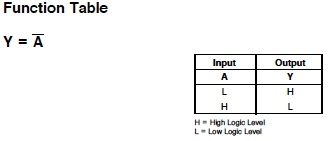 Function Table
Y = A̅
Input Output
A Y
L H
H L
H = High Logic Level
L = Low Logic Level